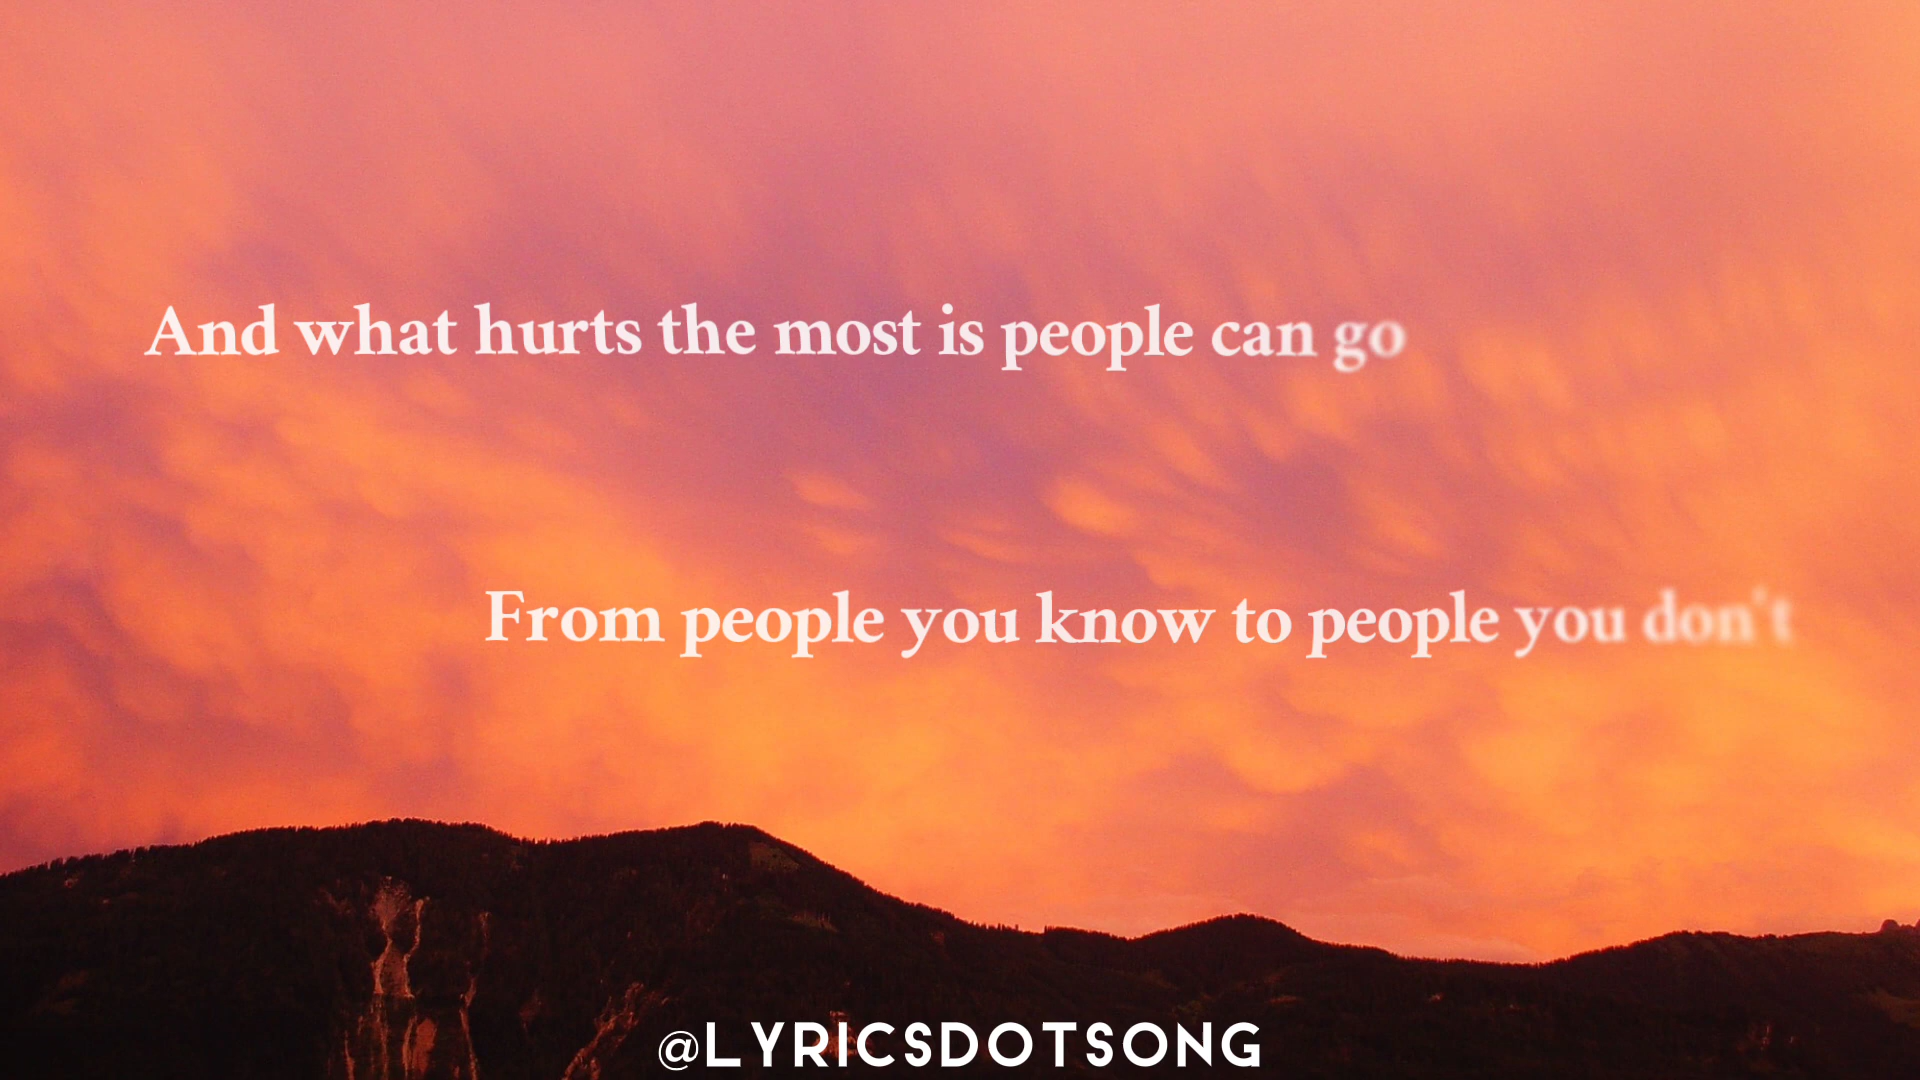 And what hurts the most is people can go
From people you know to people you don't
@LYRICSDOTSONG